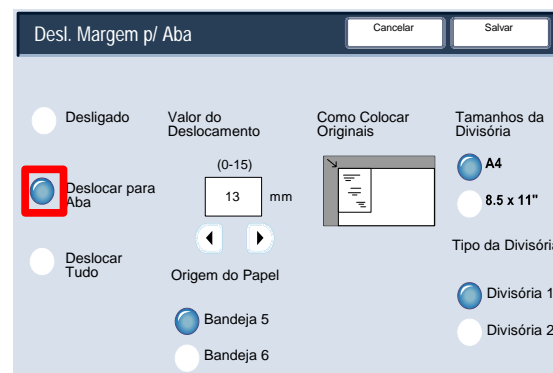 Desl. Margem p/ Aba
Cancelar
Salvar
Desligado
Deslocar para
Aba
Deslocar
Tudo
Valor do
Deslocamento
(0-15)
13 mm
Origem do Papel
Bandeja 5
Bandeja 6
Como Colocar
Originais
Tamanhos da
Divisória
A4
8.5 x 11"
Tipo da Divisória
Divisória 1
Divisória 2